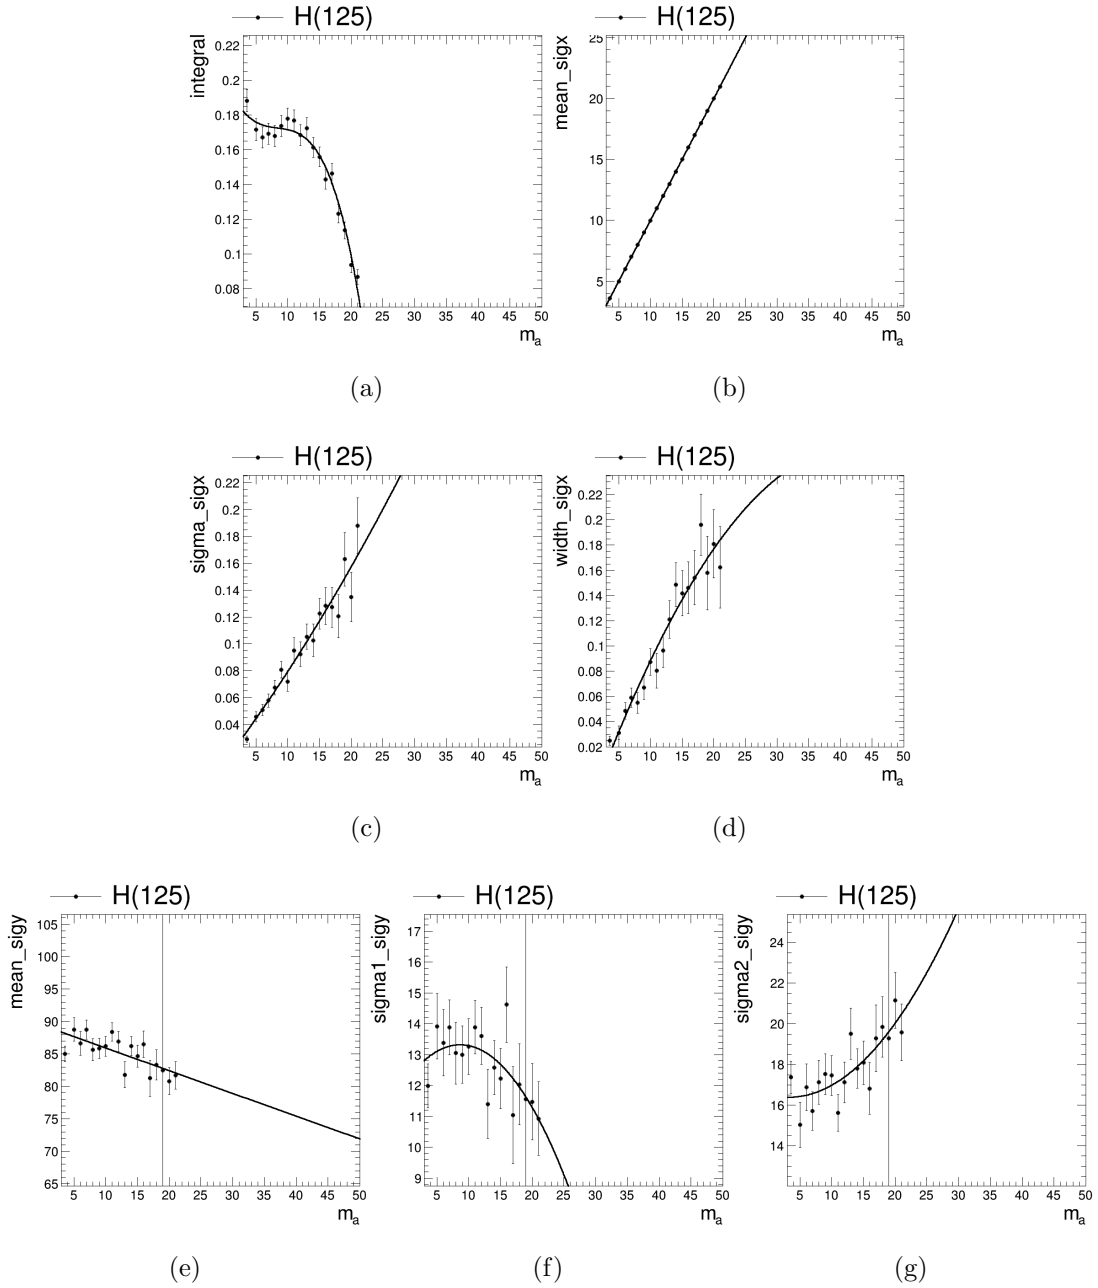 H(125)
integral
0.22
0.2
0.18
0.16
0.14
0.12
0.1
0.08
5 10 15 20 25 30 35 40 45 50
mₐ
(a)
H(125)
mean_sigx
25
20
15
10
5
5 10 15 20 25 30 35 40 45 50
mₐ
(b)
H(125)
sigma_sigx
0.22
0.2
0.18
0.16
0.14
0.12
0.1
0.08
0.06
0.04
5 10 15 20 25 30 35 40 45 50
mₐ
(c)
H(125)
width_sigx
0.22
0.2
0.18
0.16
0.14
0.12
0.1
0.08
0.06
0.04
0.02
5 10 15 20 25 30 35 40 45 50
mₐ
(d)
H(125)
mean_sigy
105
100
95
90
85
80
75
70
65
5 10 15 20 25 30 35 40 45 50
mₐ
(e)
H(125)
sigma1_sigy
17
16
15
14
13
12
11
10
9
5 10 15 20 25 30 35 40 45 50
mₐ
(f)
H(125)
sigma2_sigy
24
22
20
18
16
14
5 10 15 20 25 30 35 40 45 50
mₐ
(g)